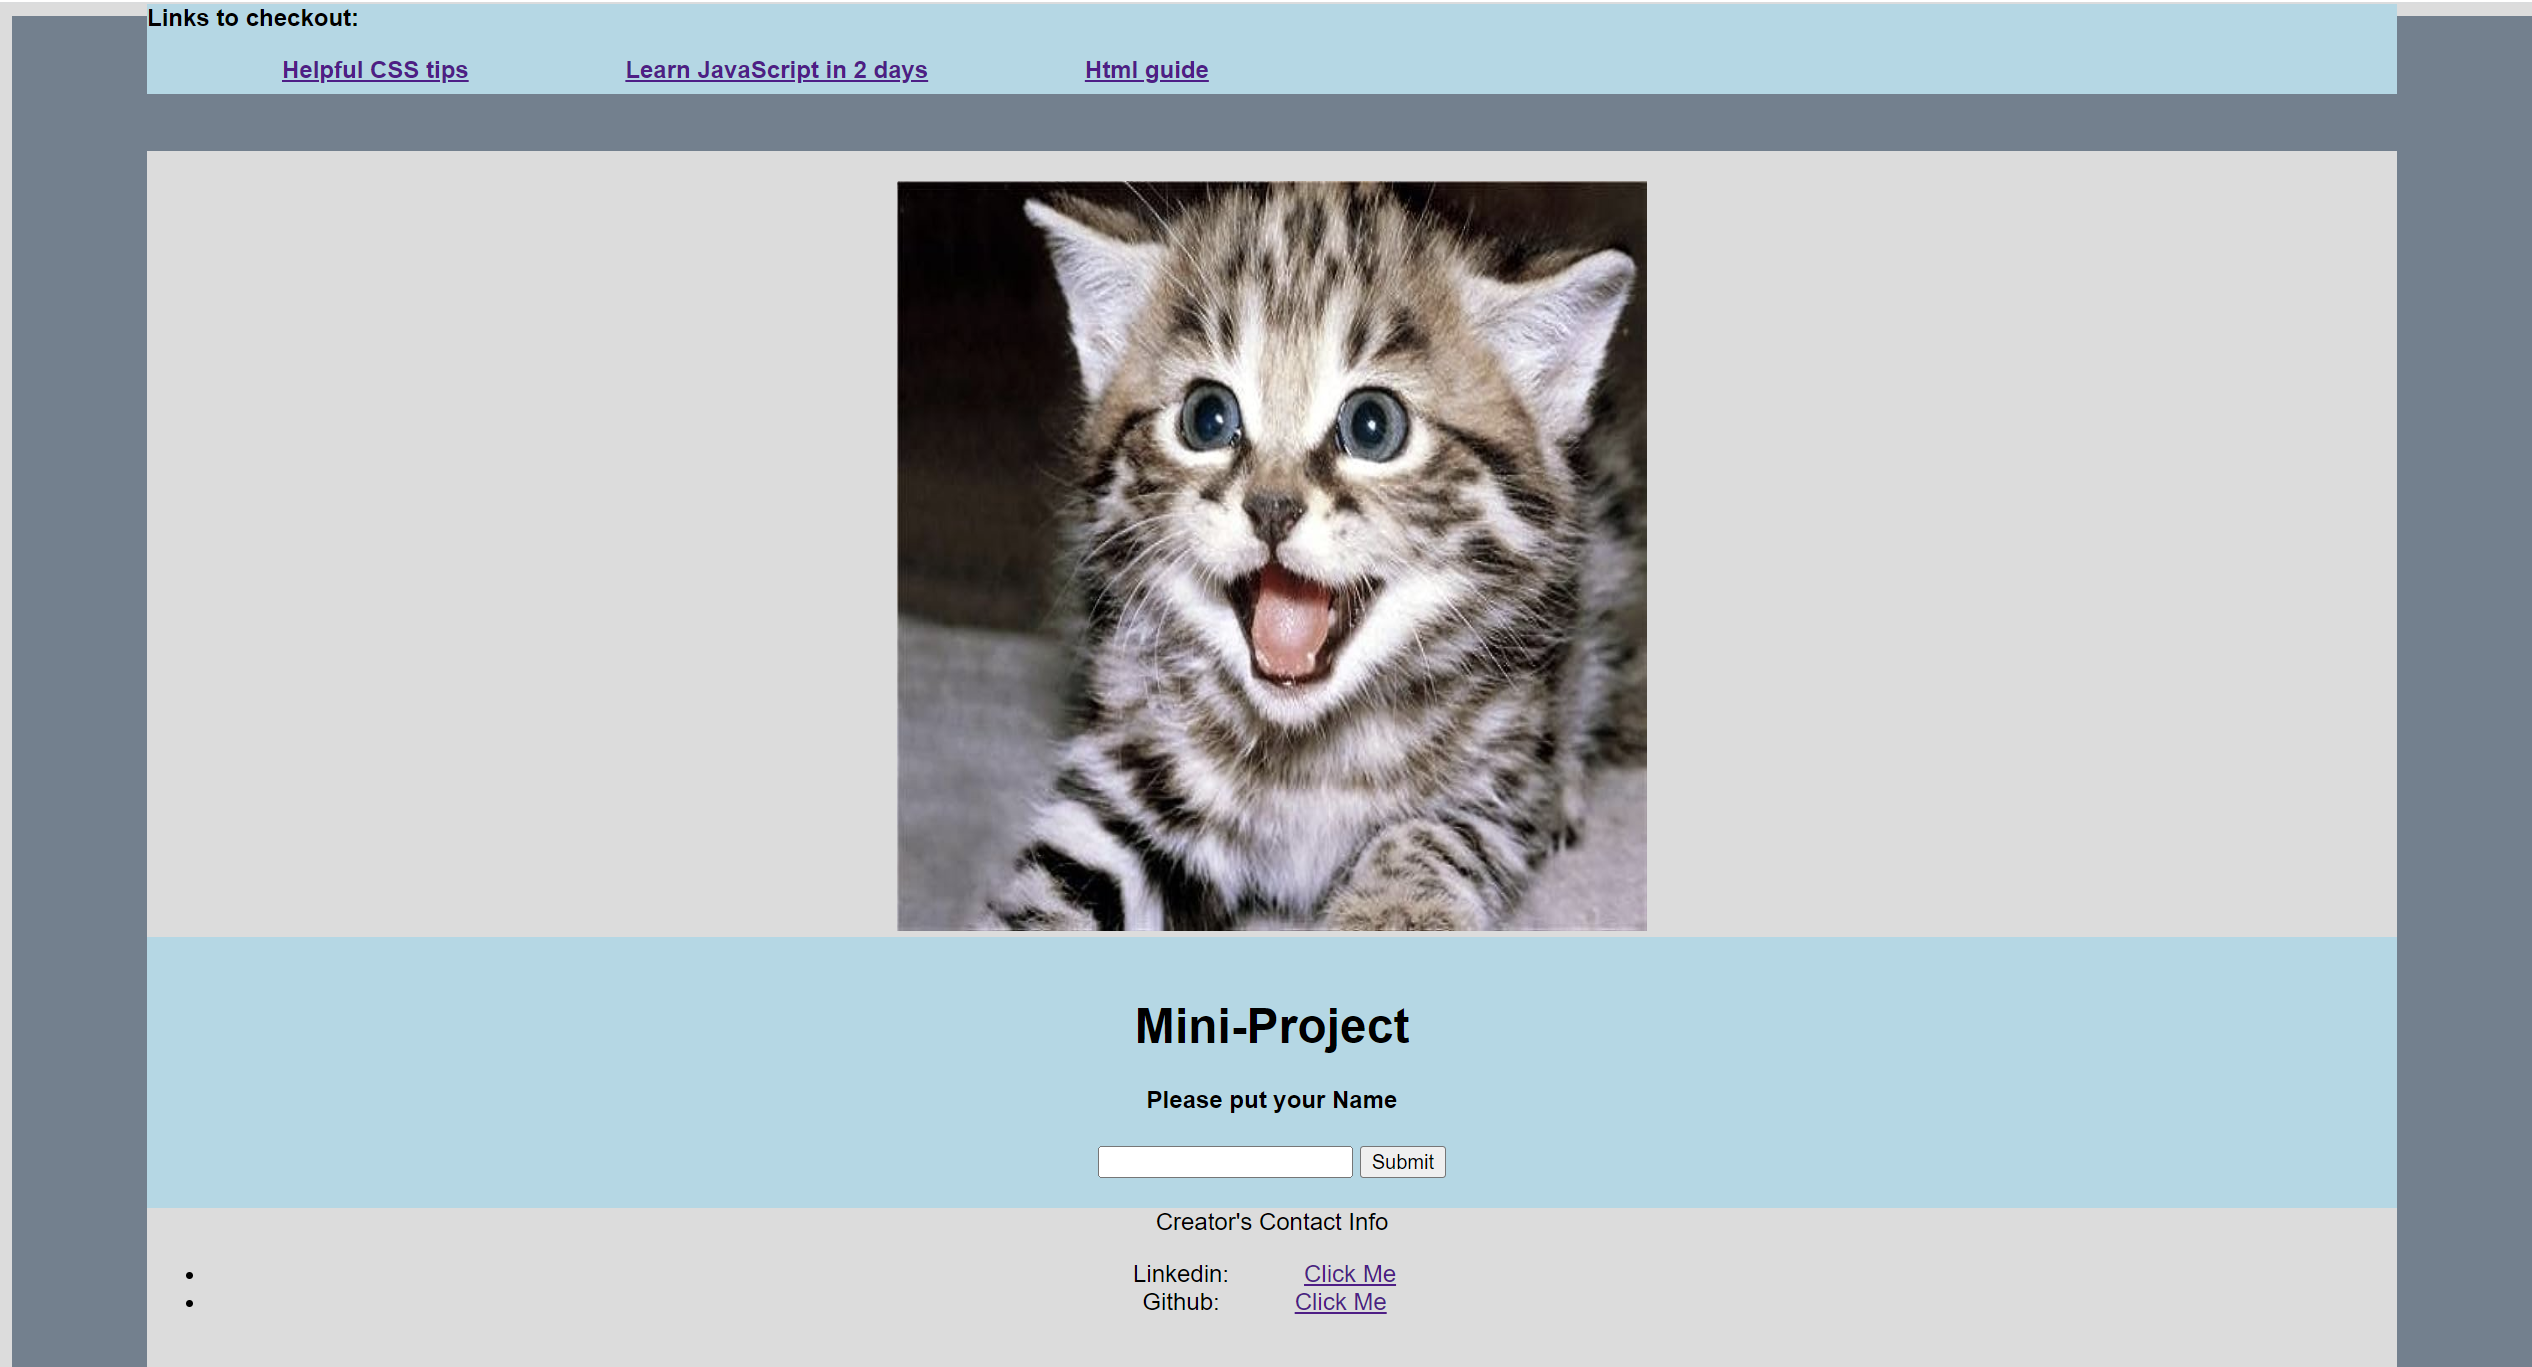 Links to checkout:
Helpful CSS tips Learn JavaScript in 2 days Html guide
Mini-Project
Please put your Name
Submit
Creator's Contact Info
Linkedin: Click Me
Github: Click Me